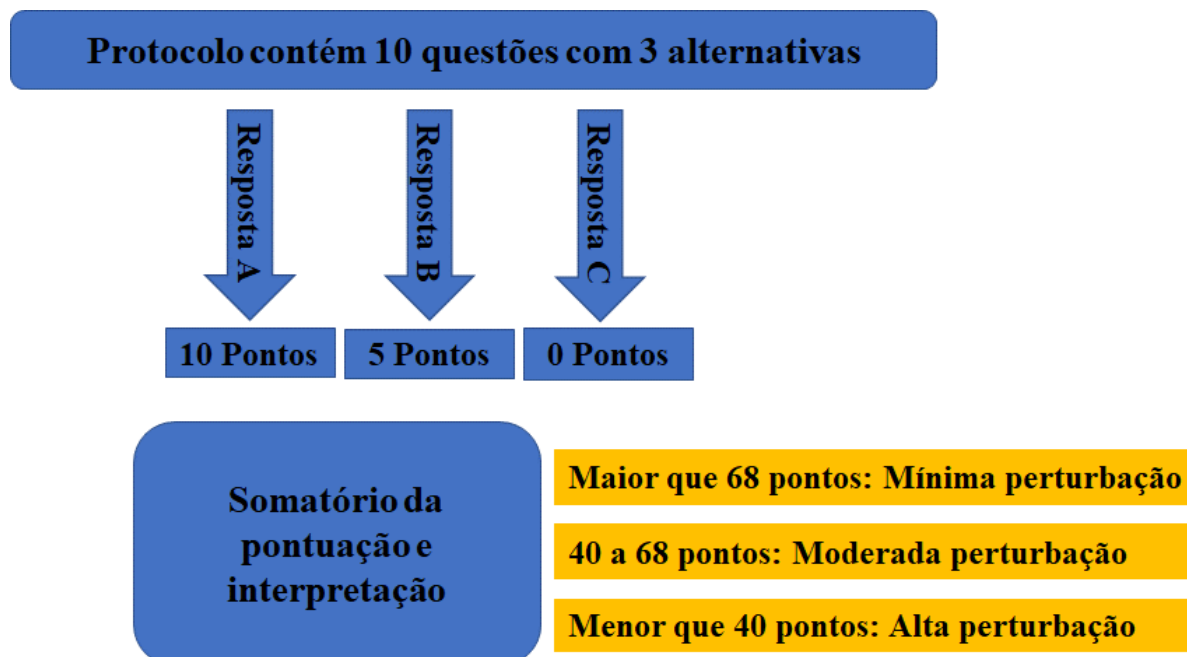 Protocolo contém 10 questões com 3 alternativas
Resposta A
Resposta B
Resposta C
10 Pontos
5 Pontos
0 Pontos
Somatório da
pontuação e
interpretação
Maior que 68 pontos: Mínima perturbação
40 a 68 pontos: Moderada perturbação
Menor que 40 pontos: Alta perturbação